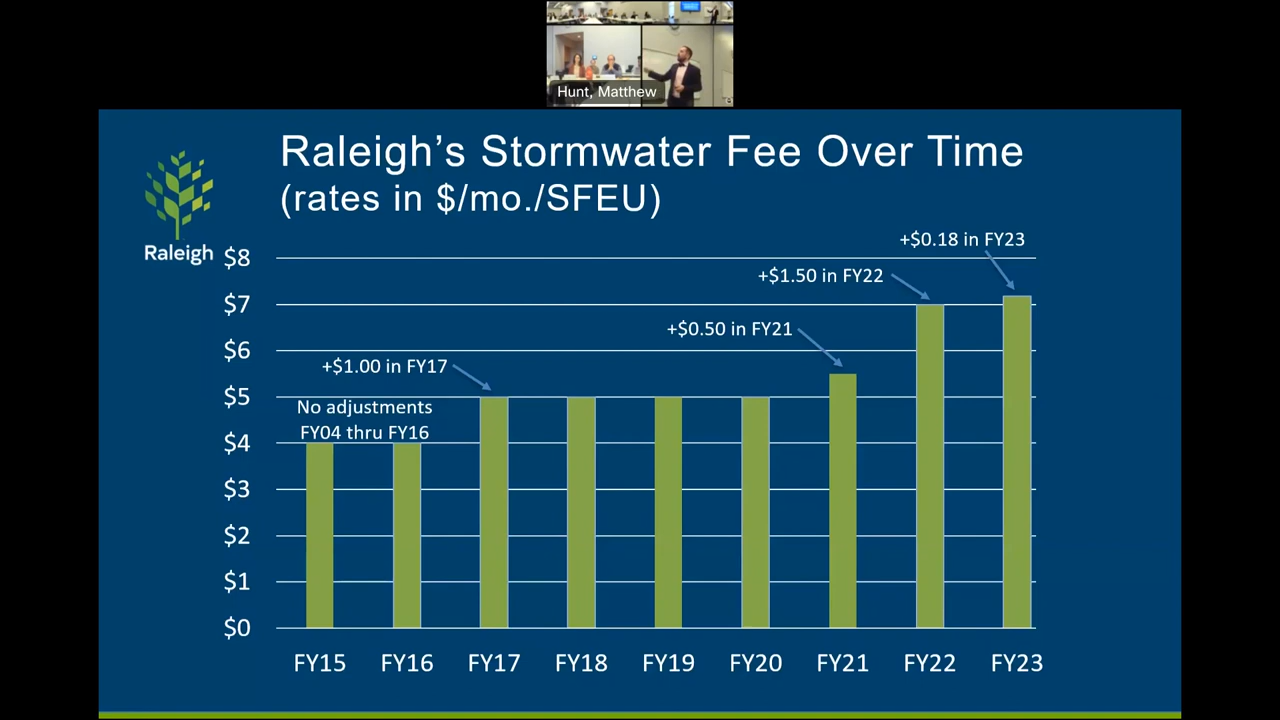 Hunt, Matthew
Raleigh's Stormwater Fee Over Time
(rates in $/mo./SFEU)
Raleigh
$8
$7
$6
$5
$4
$3
$2
$1
$0
+$0.18 in FY23
+$1.50 in FY22
+$0.50 in FY21
+$1.00 in FY17
No adjustments
FY04 thru FY16
FY15 FY16 FY17 FY18 FY19 FY20 FY21 FY22 FY23